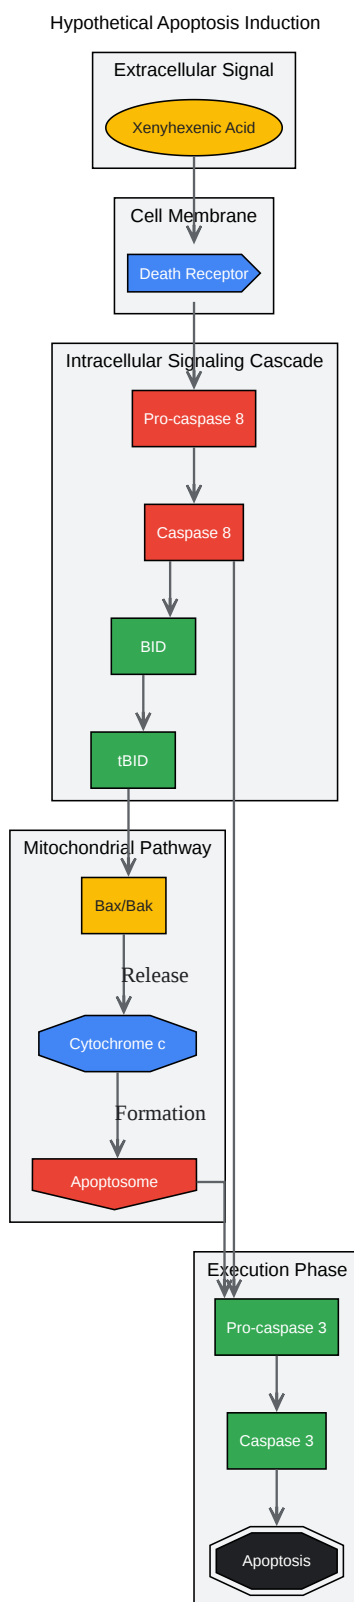 Hypothetical Apoptosis Induction
Extracellular Signal
Xenyhexenic Acid
Cell Membrane
Death Receptor
Intracellular Signaling Cascade
Pro-caspase 8
Caspase 8
BID
tBID
Mitochondrial Pathway
Bax/Bak
Release
Cytochrome c
Formation
Apoptosome
Execution Phase
Pro-caspase 3
Caspase 3
Apoptosis